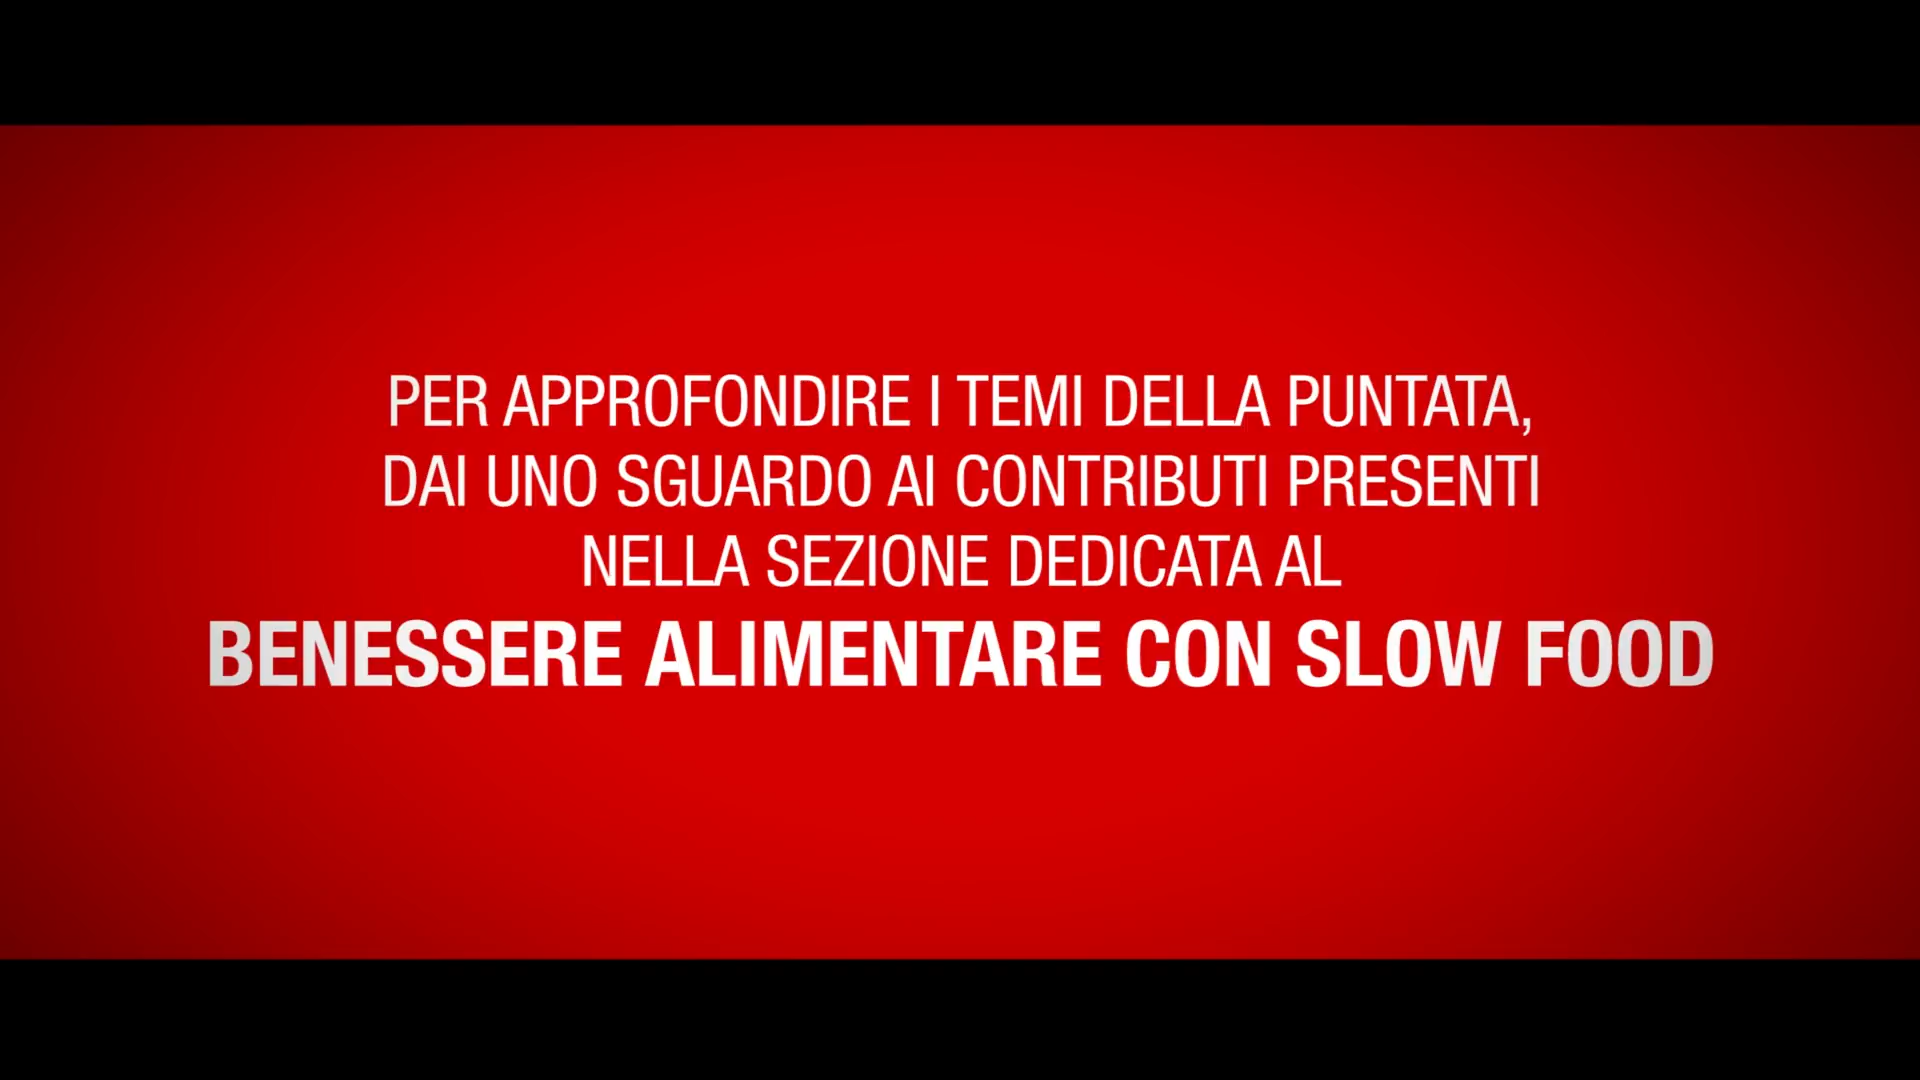 PER APPROFONDIRE I TEMI DELLA PUNTATA,
DAI UNO SGUARDO AI CONTRIBUTI PRESENTI
NELLA SEZIONE DEDICATA AL
BENESSERE ALIMENTARE CON SLOW FOOD